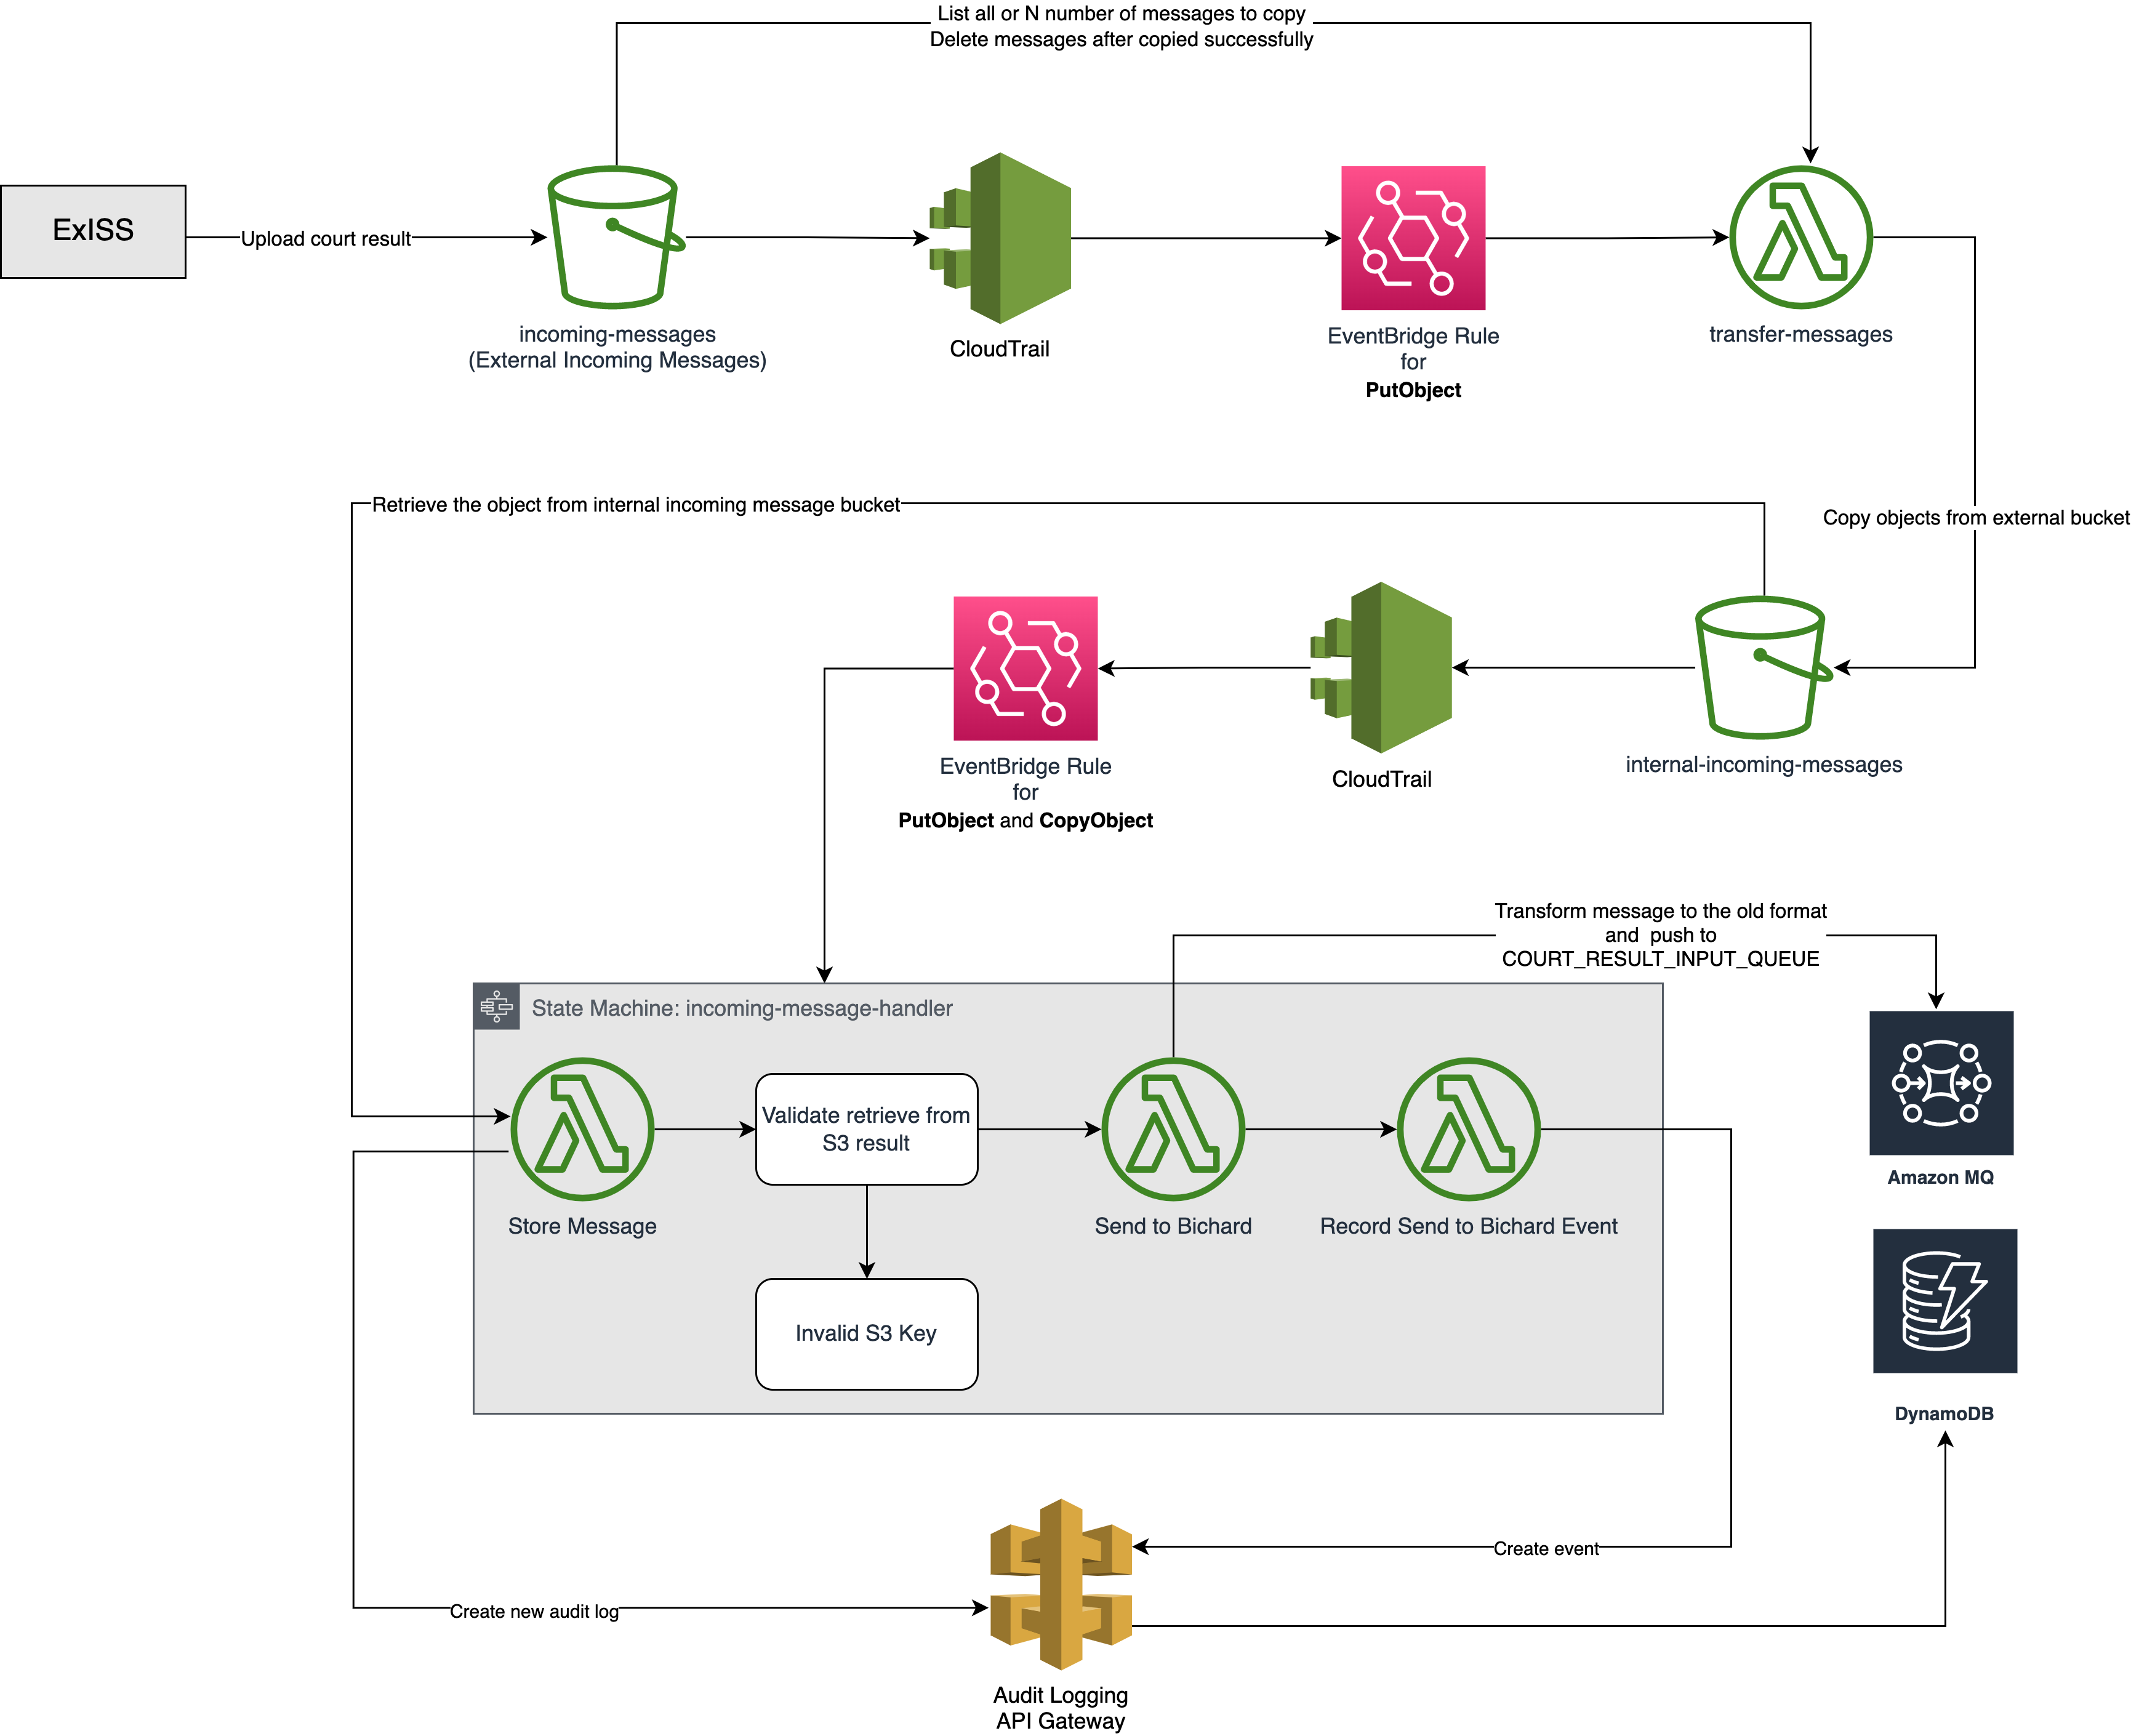 List all or N number of messages to copy
Delete messages after copied successfully
ExISS
Upload court result
incoming-messages
(External Incoming Messages)
CloudTrail
EventBridge Rule
for
PutObject
transfer-messages
Retrieve the object from internal incoming message bucket
Copy objects from external bucket
EventBridge Rule
for
PutObject and CopyObject
CloudTrail
internal-incoming-messages
Transform message to the old format
and push to
COURT_RESULT_INPUT_QUEUE
State Machine: incoming-message-handler
Store Message
Validate retrieve from
S3 result
Send to Bichard
Record Send to Bichard Event
Amazon MQ
Invalid S3 Key
DynamoDB
Create event
Create new audit log
Audit Logging
API Gateway